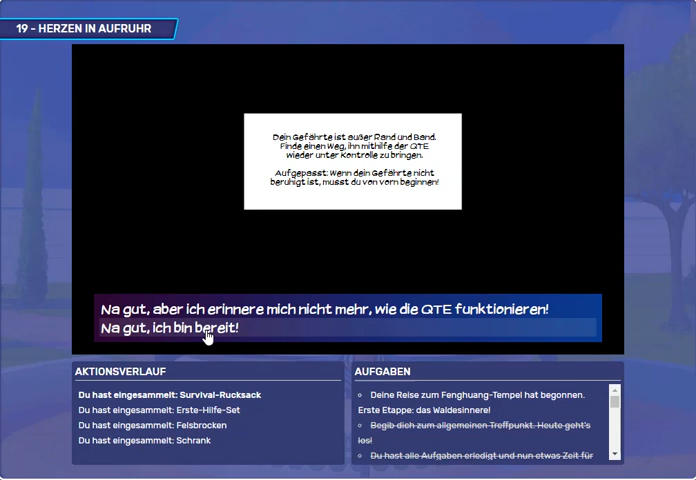 19 - HERZEN IN AUFRUHR
Dein Gefährte ist außer Rand und Band.
Finde einen Weg, ihn mithilfe der QTE
wieder unter Kontrolle zu bringen.
Aufgepasst: Wenn dein Gefährte nicht
beruhigt ist, musst du von vorn beginnen!
Na gut, aber ich erinnere mich nicht mehr, wie die QTE funktionieren!
Na gut, ich bin bereit!
AKTIONSVERLAUF
Du hast eingesammelt: Survival-Rucksack
Du hast eingesammelt: Erste-Hilfe-Set
Du hast eingesammelt: Felsbrocken
Du hast eingesammelt: Schrank
AUFGABEN
Deine Reise zum Fenghuang-Tempel hat begonnen.
Erste Etappe: das Waldesinnere!
Begib dich zum allgemeinen Treffpunkt. Heute geht's
los!
Du hast alle Aufgaben erledigt und nun etwas Zeit für